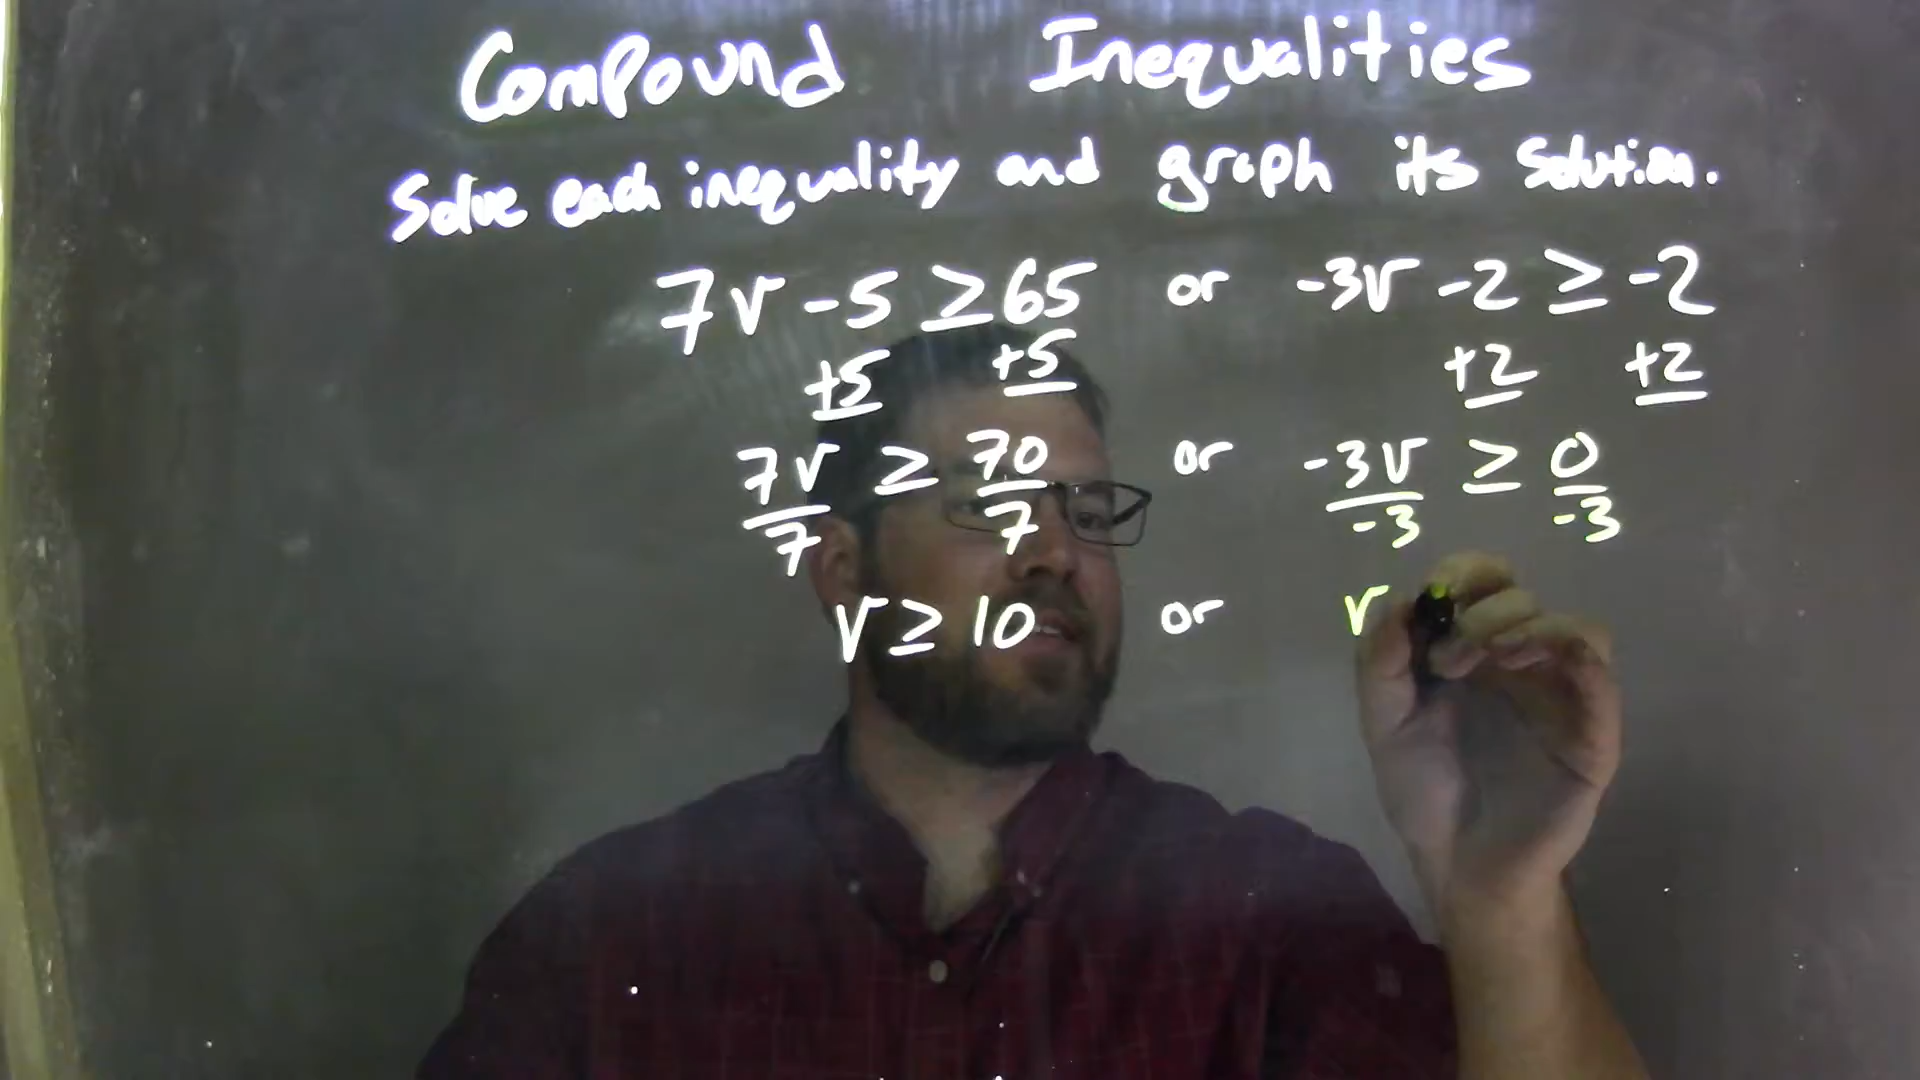 Compound Inequalities
Solve each inequality and graph its solution.
7v - 5 ≥ 65 or -3v - 2 ≥ -2
+5 +5 +2 +2
7v ≥ 70 or -3v ≥ 0
7 7 -3 -3
v ≥ 10 or v